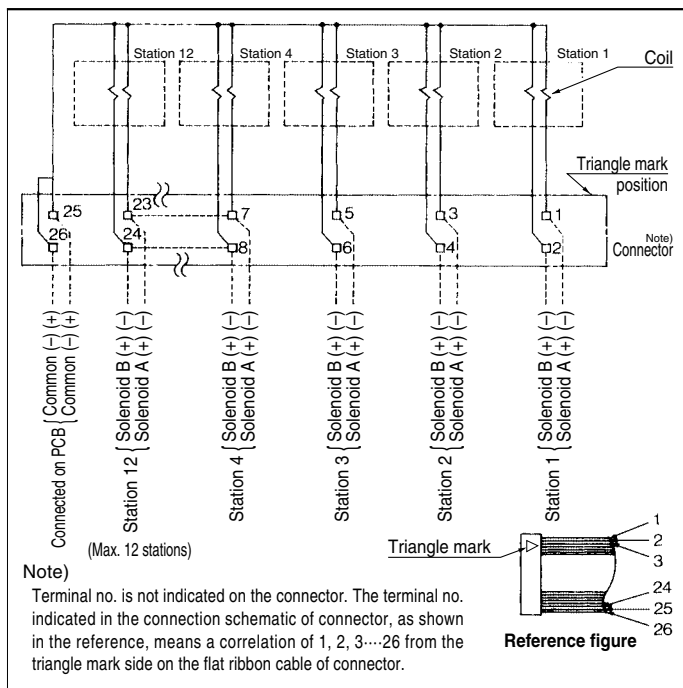 Station 12
Station 4
Station 3
Station 2
Station 1
Coil
Triangle mark
position
25
23
7
5
3
1
26
24
8
6
4
2
Note)
Connector
Connected on PCB { Common (−) (+)
Common (−) (+)
Station 12 { Solenoid B (+) (−)
Solenoid A (+) (−)
Station 4 { Solenoid B (+) (−)
Solenoid A (+) (−)
Station 3 { Solenoid B (+) (−)
Solenoid A (+) (−)
Station 2 { Solenoid B (+) (−)
Solenoid A (+) (−)
Station 1 { Solenoid B (+) (−)
Solenoid A (+) (−)
(Max. 12 stations)
Triangle mark
1
2
3
24
25
26
Reference figure
Note)
Terminal no. is not indicated on the connector. The terminal no.
indicated in the connection schematic of connector, as shown
in the reference, means a correlation of 1, 2, 3····26 from the
triangle mark side on the flat ribbon cable of connector.